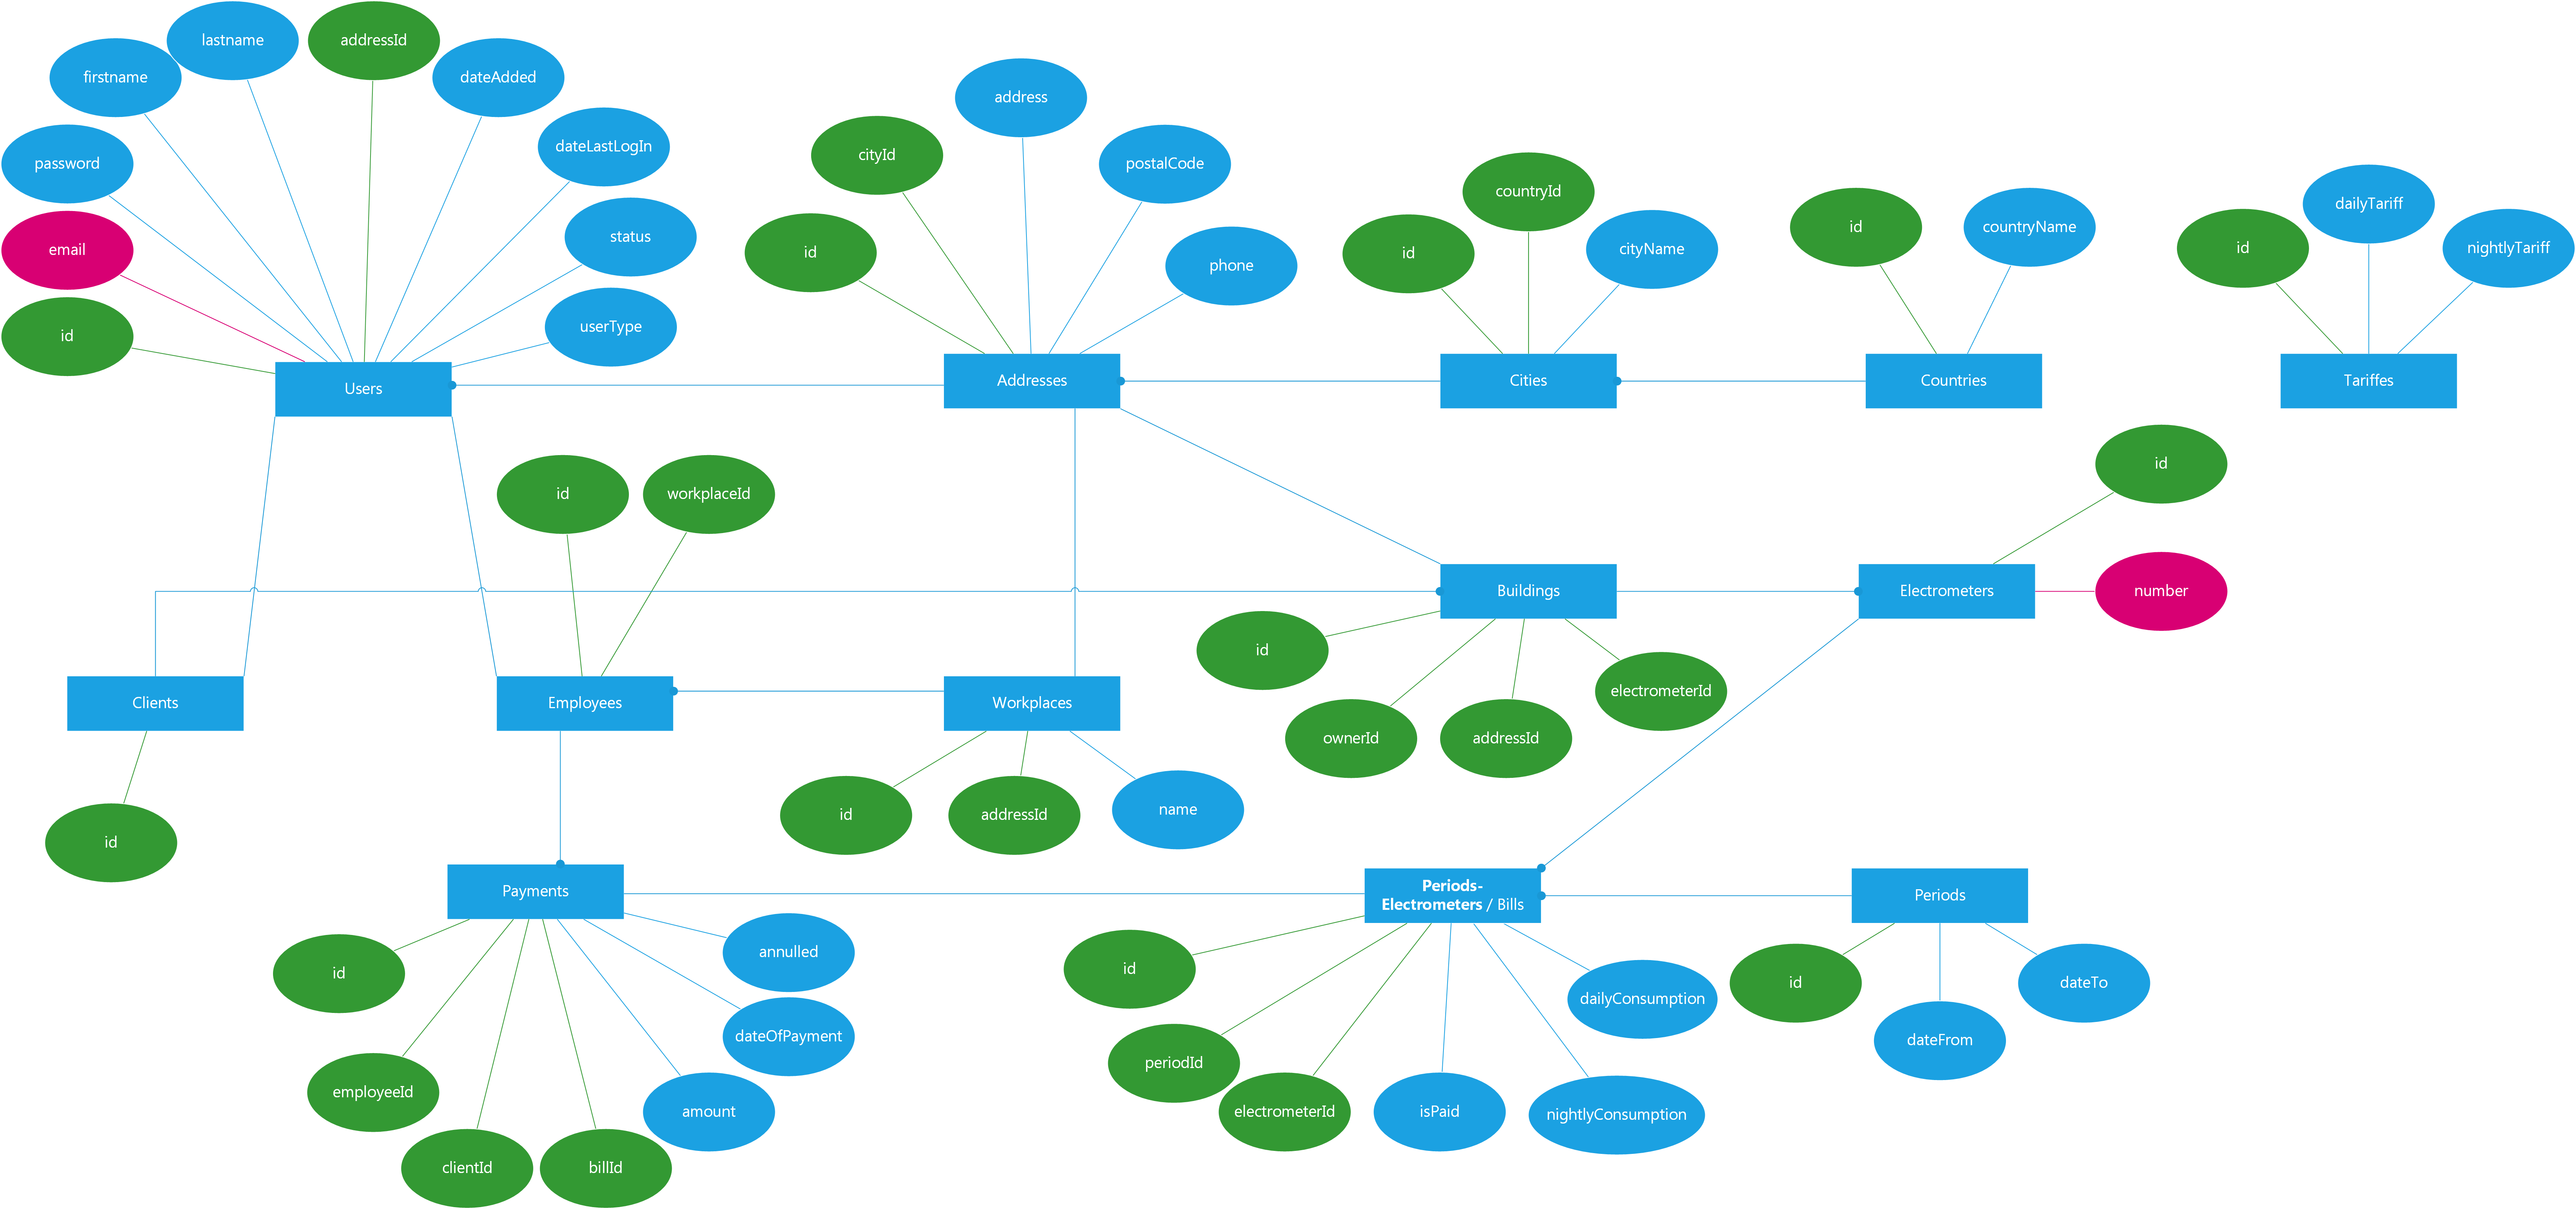 lastname
addressId
firstname
dateAdded
address
dateLastLogIn
cityId
postalCode
password
countryId
dailyTariff
id
countryName
status
email
id
id
cityName
id
nightlyTariff
phone
userType
id
Users
Addresses
Cities
Countries
Tariffes
id
id
workplaceId
Buildings
Electrometers
number
id
electrometerId
Clients
Employees
Workplaces
ownerId
addressId
id
id
addressId
name
Payments
Periods-
Electrometers / Bills
Periods
annulled
id
id
dailyConsumption
id
dateTo
dateOfPayment
dateFrom
employeeId
periodId
amount
electrometerId
isPaid
nightlyConsumption
clientId
billId